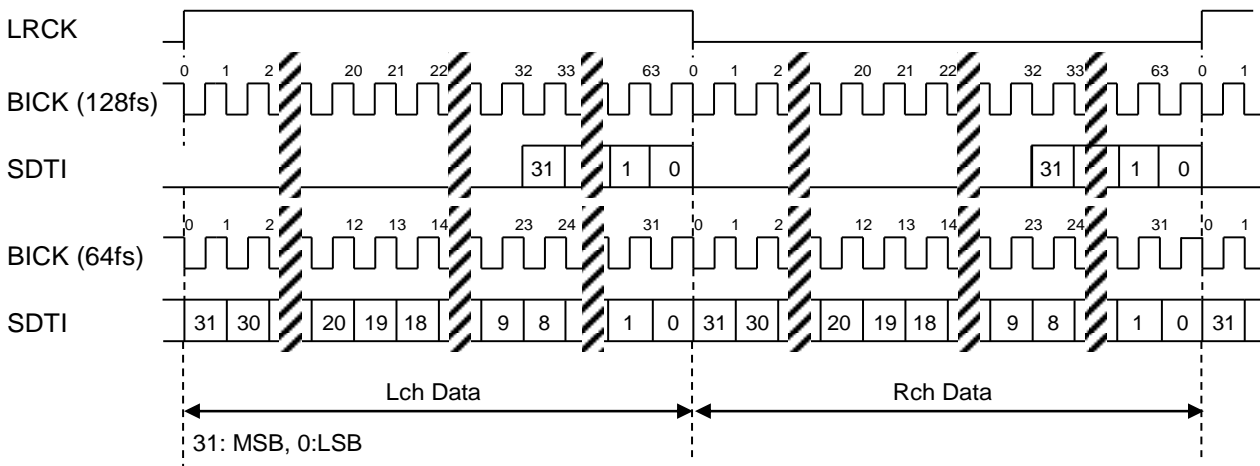 LRCK
0 1 2 20 21 22 32 33 63 0 1 2 20 21 22 32 33 63 0 1
BICK (128fs)
SDTI 31 1 0 31 1 0
0 1 2 12 13 14 23 24 31 0 1 2 12 13 14 23 24 31 0 1
BICK (64fs)
SDTI 31 30 20 19 18 9 8 1 0 31 30 20 19 18 9 8 1 0 31
Lch Data Rch Data
31: MSB, 0:LSB